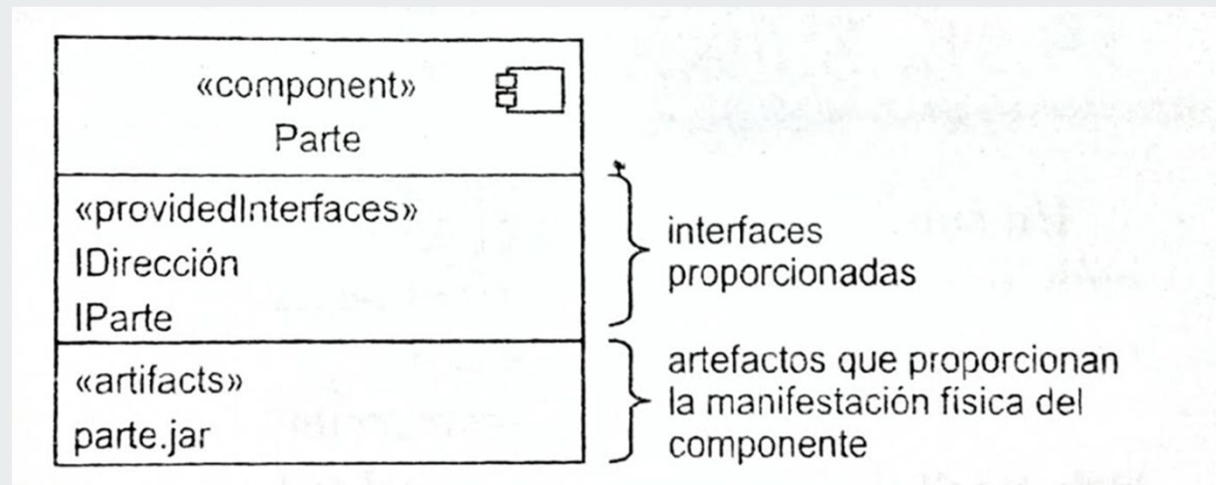 «component»
Parte
«providedInterfaces»
IDirección
IParte
«artifacts»
parte.jar
interfaces
proporcionadas
artefactos que proporcionan
la manifestación física del
componente